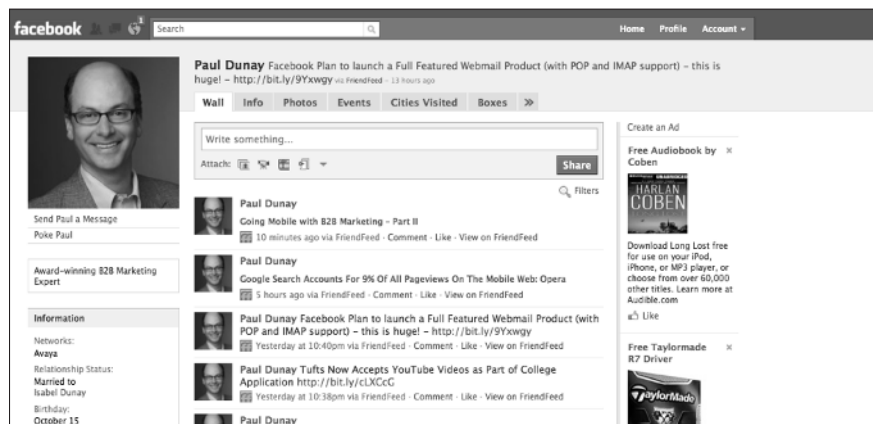 facebook
1
Search
Home Profile Account
Paul Dunay Facebook Plan to launch a Full Featured Webmail Product (with POP and IMAP support) – this is
huge! – http://bit.ly/9Yxwgy via FriendFeed – 13 hours ago
Wall Info Photos Events Cities Visited Boxes »
Write something...
Attach:
Share
Filters
Send Paul a Message
Poke Paul
Award-winning B2B Marketing
Expert
Information
Networks:
Avaya
Relationship Status:
Married to
Isabel Dunay
Birthday:
October 15
Paul Dunay
Going Mobile with B2B Marketing – Part II
10 minutes ago via FriendFeed · Comment · Like · View on FriendFeed
Paul Dunay
Google Search Accounts For 9% Of All Pageviews On The Mobile Web: Opera
5 hours ago via FriendFeed · Comment · Like · View on FriendFeed
Paul Dunay Facebook Plan to launch a Full Featured Webmail Product (with
POP and IMAP support) – this is huge! – http://bit.ly/9Yxwgy
Yesterday at 10:40pm via FriendFeed · Comment · Like · View on FriendFeed
Paul Dunay Tufts Now Accepts YouTube Videos as Part of College
Application http://bit.ly/cLXCcG
Yesterday at 10:38pm via FriendFeed · Comment · Like · View on FriendFeed
Paul Dunay
Create an Ad
Free Audiobook by ×
Coben
HARLAN
COBEN
Download Long Lost free
for use on your iPod,
iPhone, or MP3 player, or
choose from over 60,000
other titles. Learn more at
Audible.com
Like
Free Taylormade ×
R7 Driver
TaylorMade